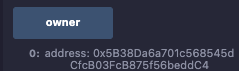 owner
0: address: 0x5B38Da6a701c568545d
CfcB03FcB875f56beddC4